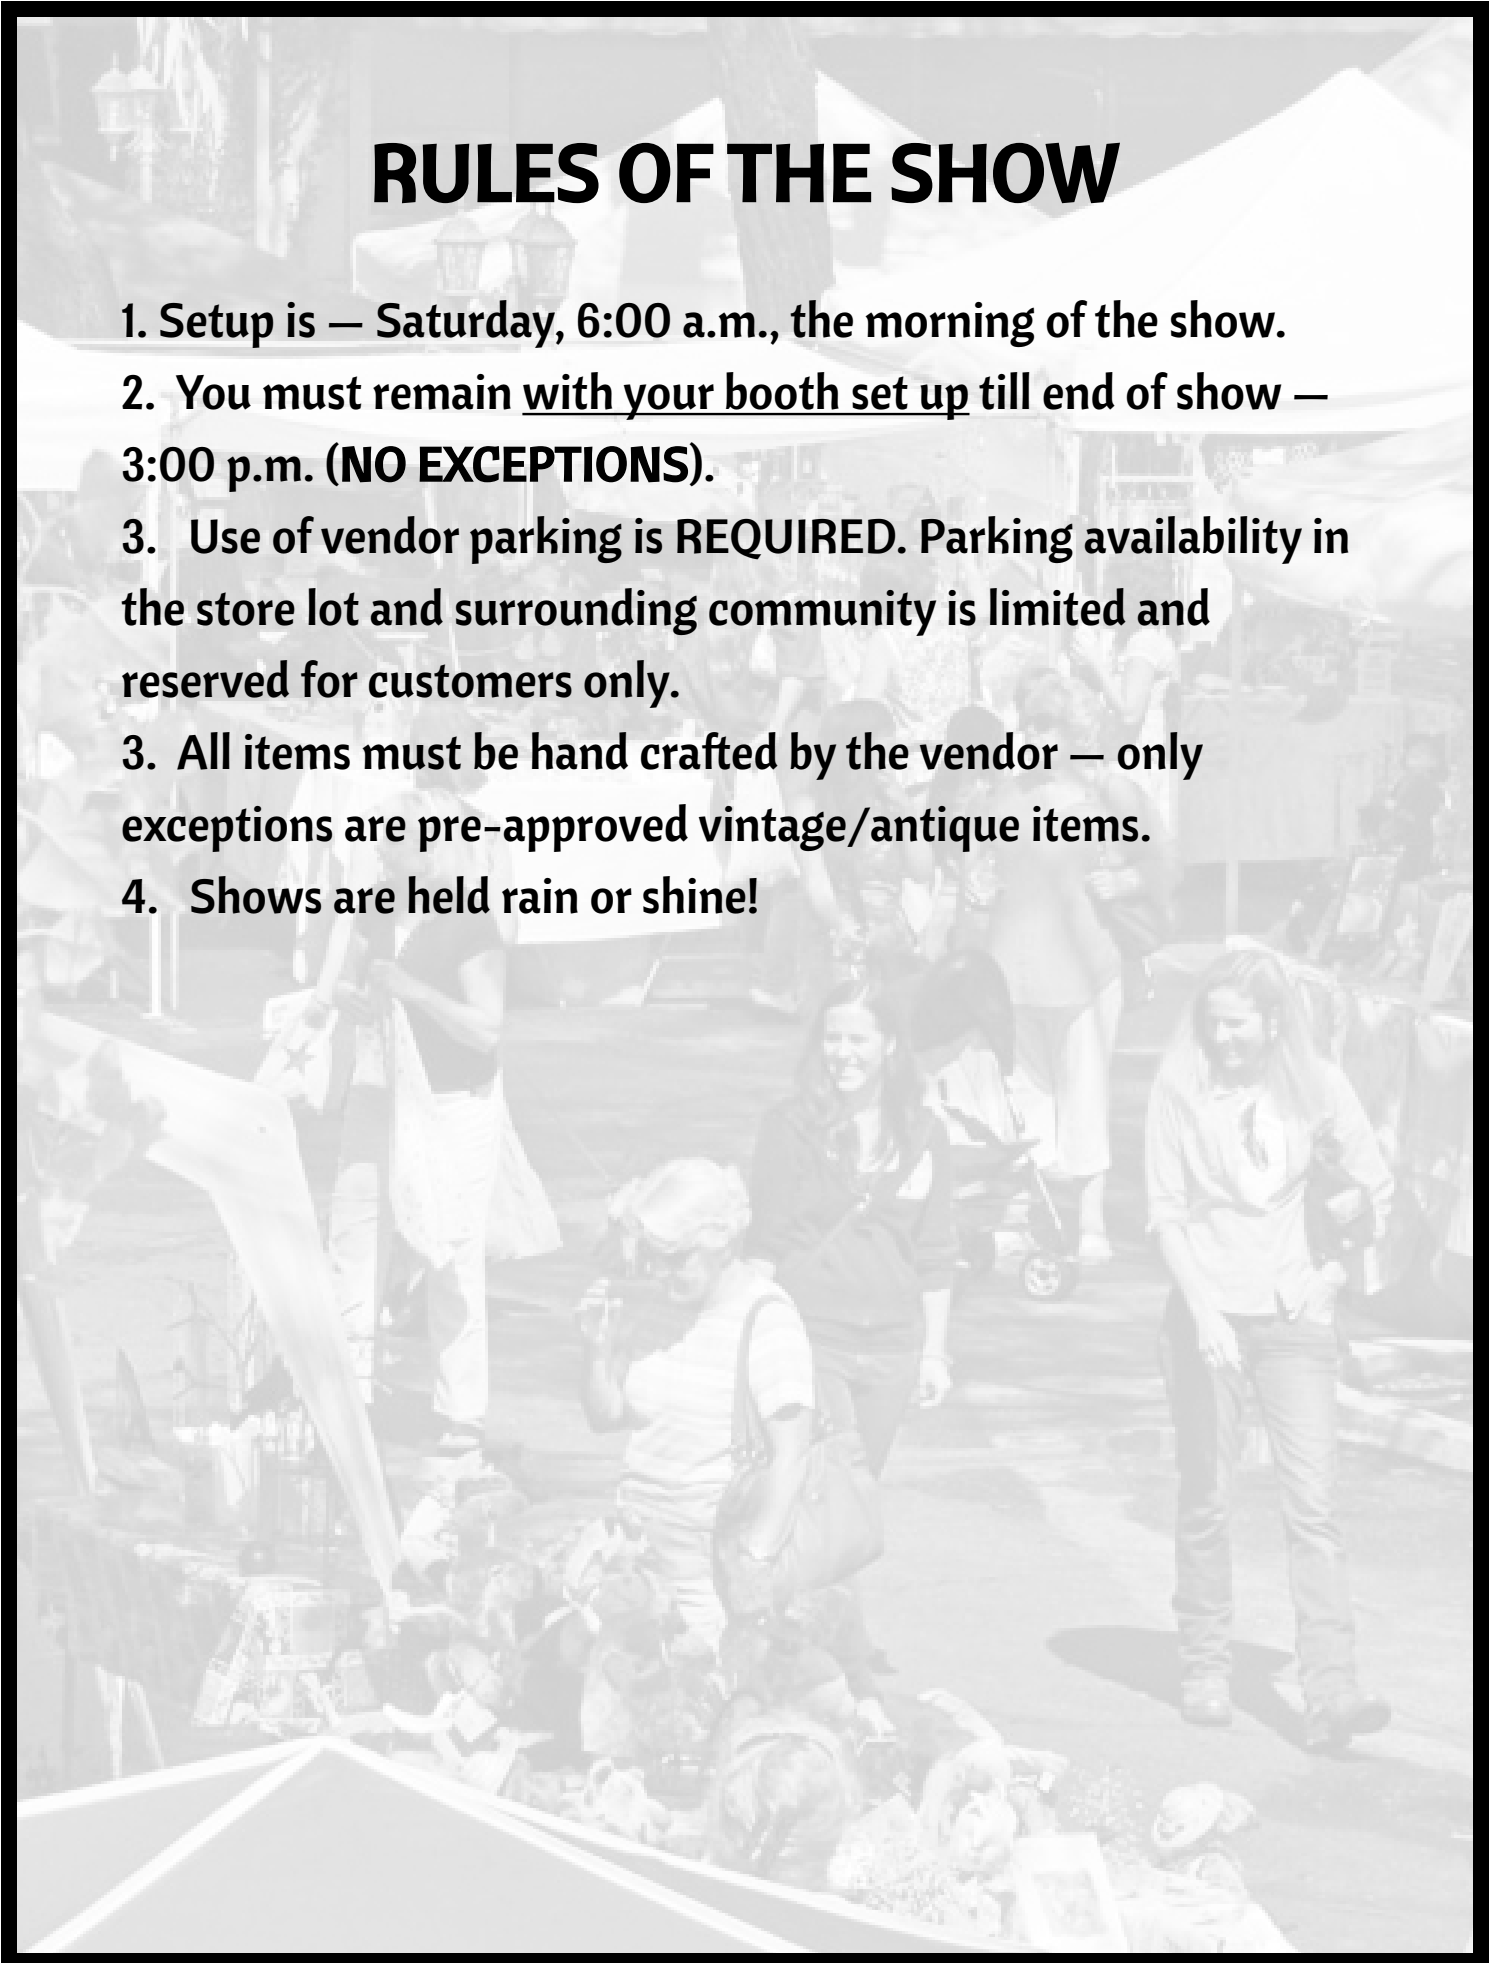 RULES OF THE SHOW
1. Setup is — Saturday, 6:00 a.m., the morning of the show.
2. You must remain with your booth set up till end of show —
3:00 p.m. (NO EXCEPTIONS).
3. Use of vendor parking is REQUIRED. Parking availability in
the store lot and surrounding community is limited and
reserved for customers only.
3. All items must be hand crafted by the vendor — only
exceptions are pre-approved vintage/antique items.
4. Shows are held rain or shine!